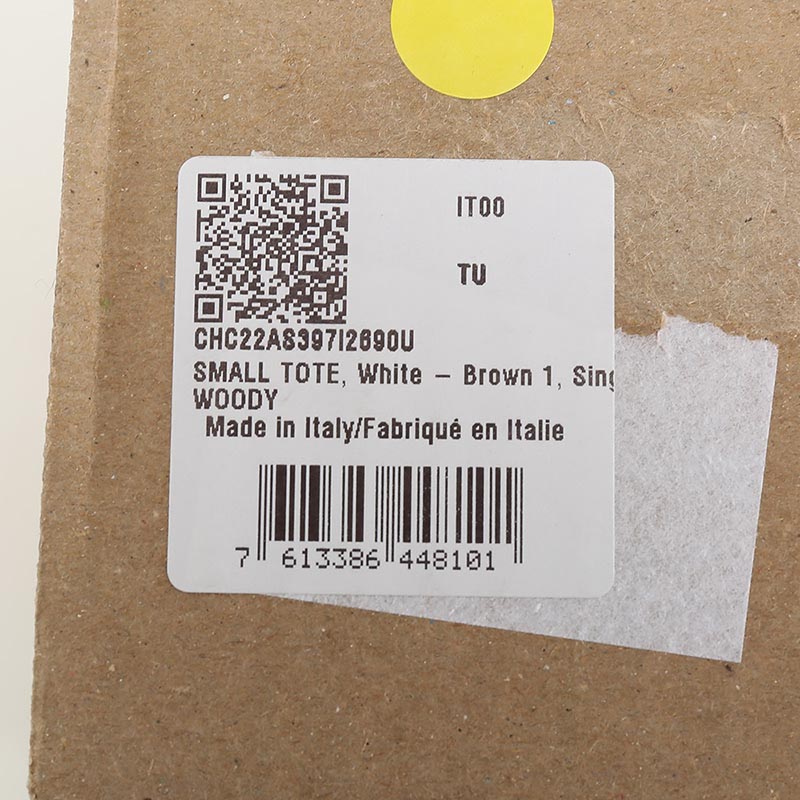 IT00
TU
CHC22AS397I2690U
SMALL TOTE, White – Brown 1, Sing
WOODY
Made in Italy/Fabriqué en Italie
7 613386 448101